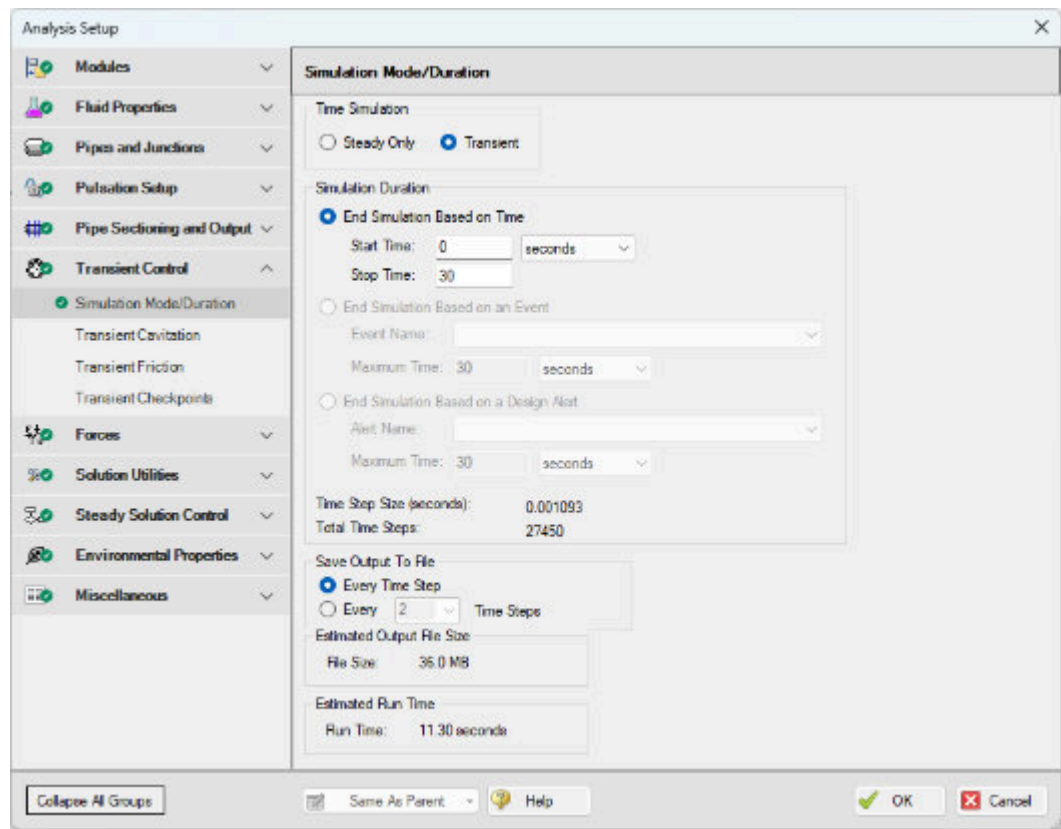 Analysis Setup
Modules
Fluid Properties
Pipes and Junctions
Pulsation Setup
Pipe Sectioning and Output
Transient Control
Simulation Mode/Duration
Transient Cavitation
Transient Friction
Transient Checkpoints
Forces
Solution Utilities
Steady Solution Control
Environmental Properties
Miscellaneous
Collapse All Groups
Simulation Mode/Duration
Time Simulation
Steady Only Transient
Simulation Duration
End Simulation Based on Time
Start Time: 0 seconds
Stop Time: 30
End Simulation Based on an Event
Event Name:
Maximum Time: 30 seconds
End Simulation Based on a Design Alert
Alert Name:
Maximum Time: 30 seconds
Time Step Size (seconds): 0.001093
Total Time Steps: 27450
Save Output To File
Every Time Step
Every 2 Time Steps
Estimated Output File Size
File Size: 36.0 MB
Estimated Run Time
Run Time: 11.30 seconds
Same As Parent Help OK Cancel